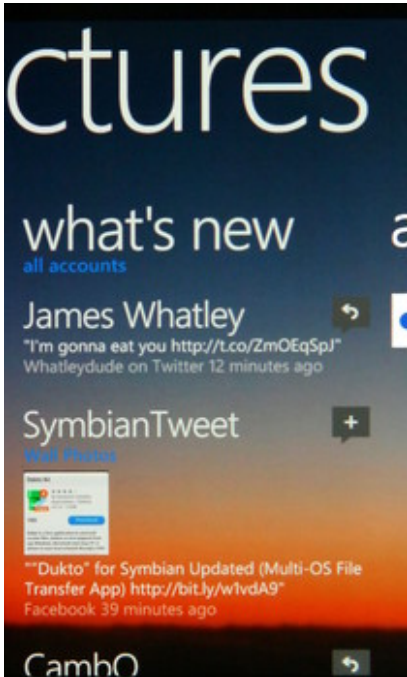 ctures
what's new
a
all accounts
James Whatley
"I'm gonna eat you http://t.co/ZmOEqSpJ"
Whatleydude on Twitter 12 minutes ago
SymbianTweet
Wall Photos
""Dukto" for Symbian Updated (Multi-OS File
Transfer App) http://bit.ly/w1vdA9"
Facebook 39 minutes ago
CambO